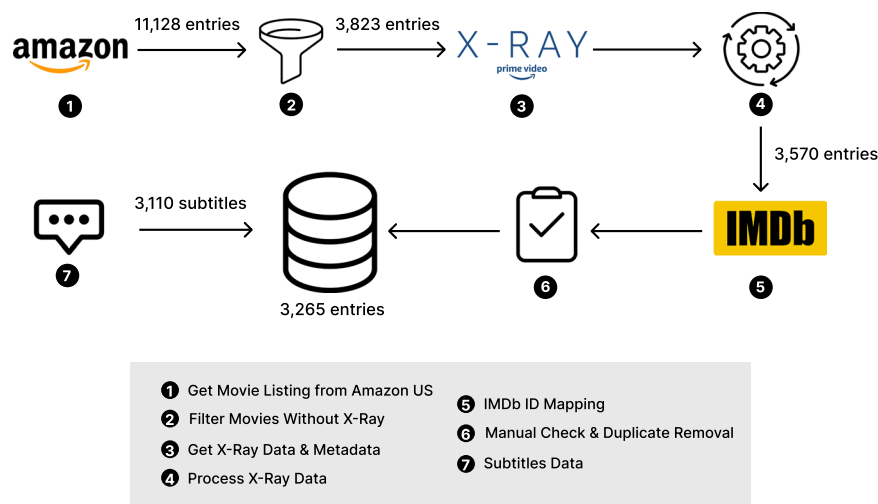 11,128 entries
3,823 entries
amazon
X-RAY
prime video
1
2
3
4
3,570 entries
3,110 subtitles
IMDb
7
6
5
3,265 entries
1 Get Movie Listing from Amazon US
2 Filter Movies Without X-Ray
3 Get X-Ray Data & Metadata
4 Process X-Ray Data
5 IMDb ID Mapping
6 Manual Check & Duplicate Removal
7 Subtitles Data